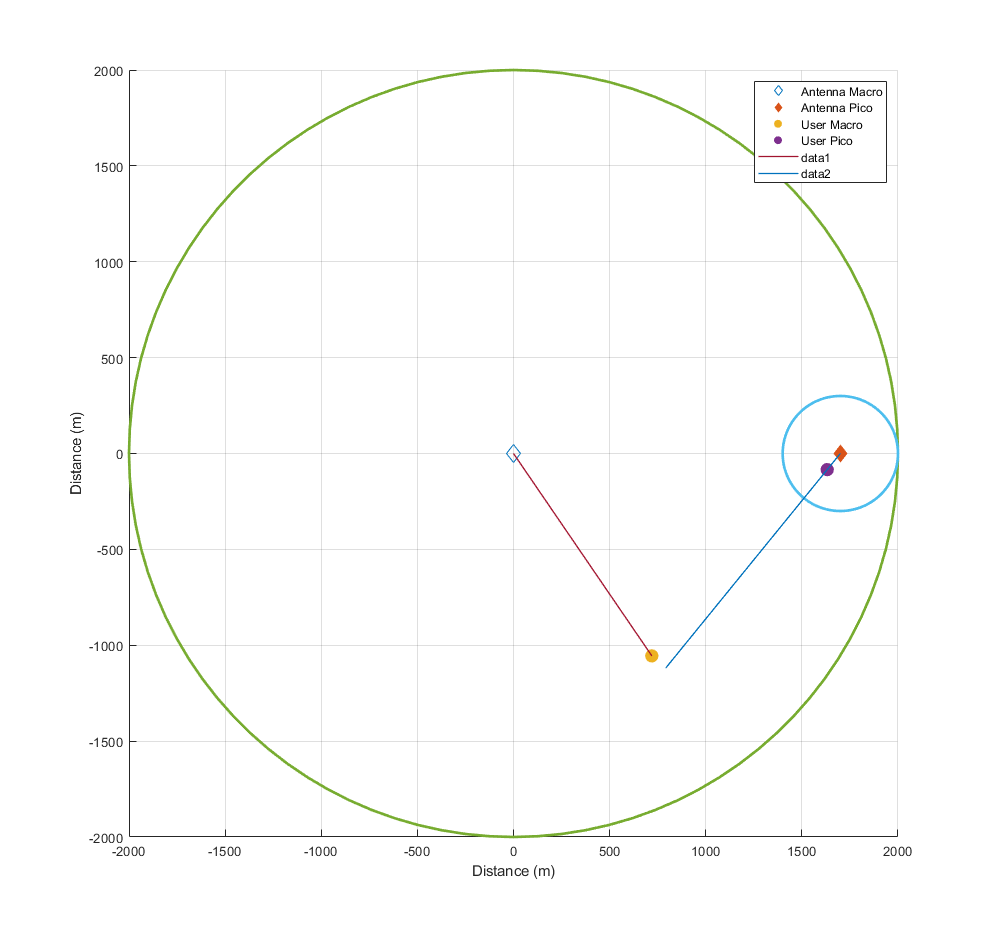 2000
1500
1000
500
0
-500
-1000
-1500
-2000
Distance (m)
-2000 -1500 -1000 -500 0 500 1000 1500 2000
Distance (m)
Antenna Macro
Antenna Pico
User Macro
User Pico
data1
data2